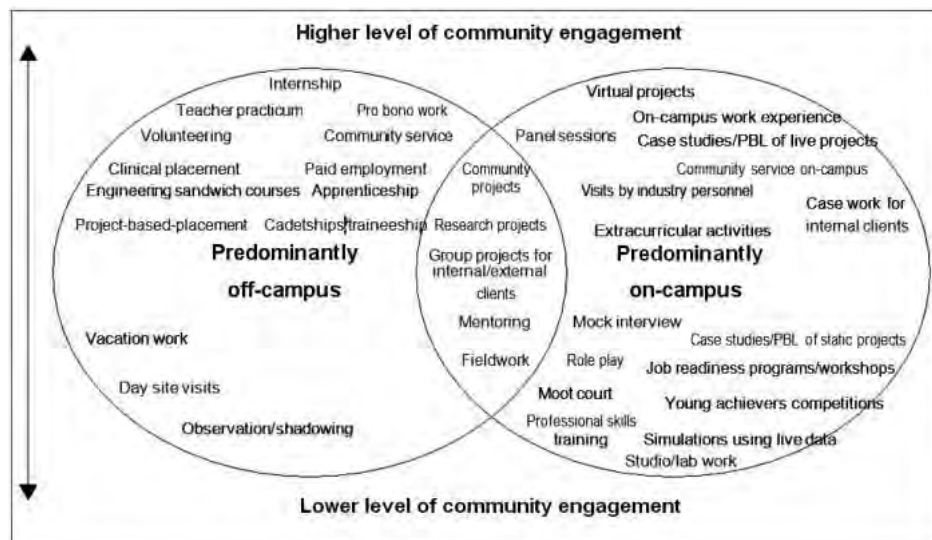 Higher level of community engagement
Internship
Teacher practicum
Pro bono work
Volunteering
Community service
Clinical placement
Paid employment
Engineering sandwich courses
Apprenticeship
Project-based-placement
Cadetships/traineeship
Predominantly
off-campus
Vacation work
Day site visits
Observation/shadowing
Community
projects
Research projects
Group projects for
internal/external
clients
Mentoring
Fieldwork
Virtual projects
On-campus work experience
Panel sessions
Case studies/PBL of live projects
Community service on-campus
Visits by industry personnel
Case work for
internal clients
Extracurricular activities
Predominantly
on-campus
Mock interview
Case studies/PBL of static projects
Role play
Job readiness programs/workshops
Moot court
Young achievers competitions
Professional skills
training
Simulations using live data
Studio/lab work
Lower level of community engagement